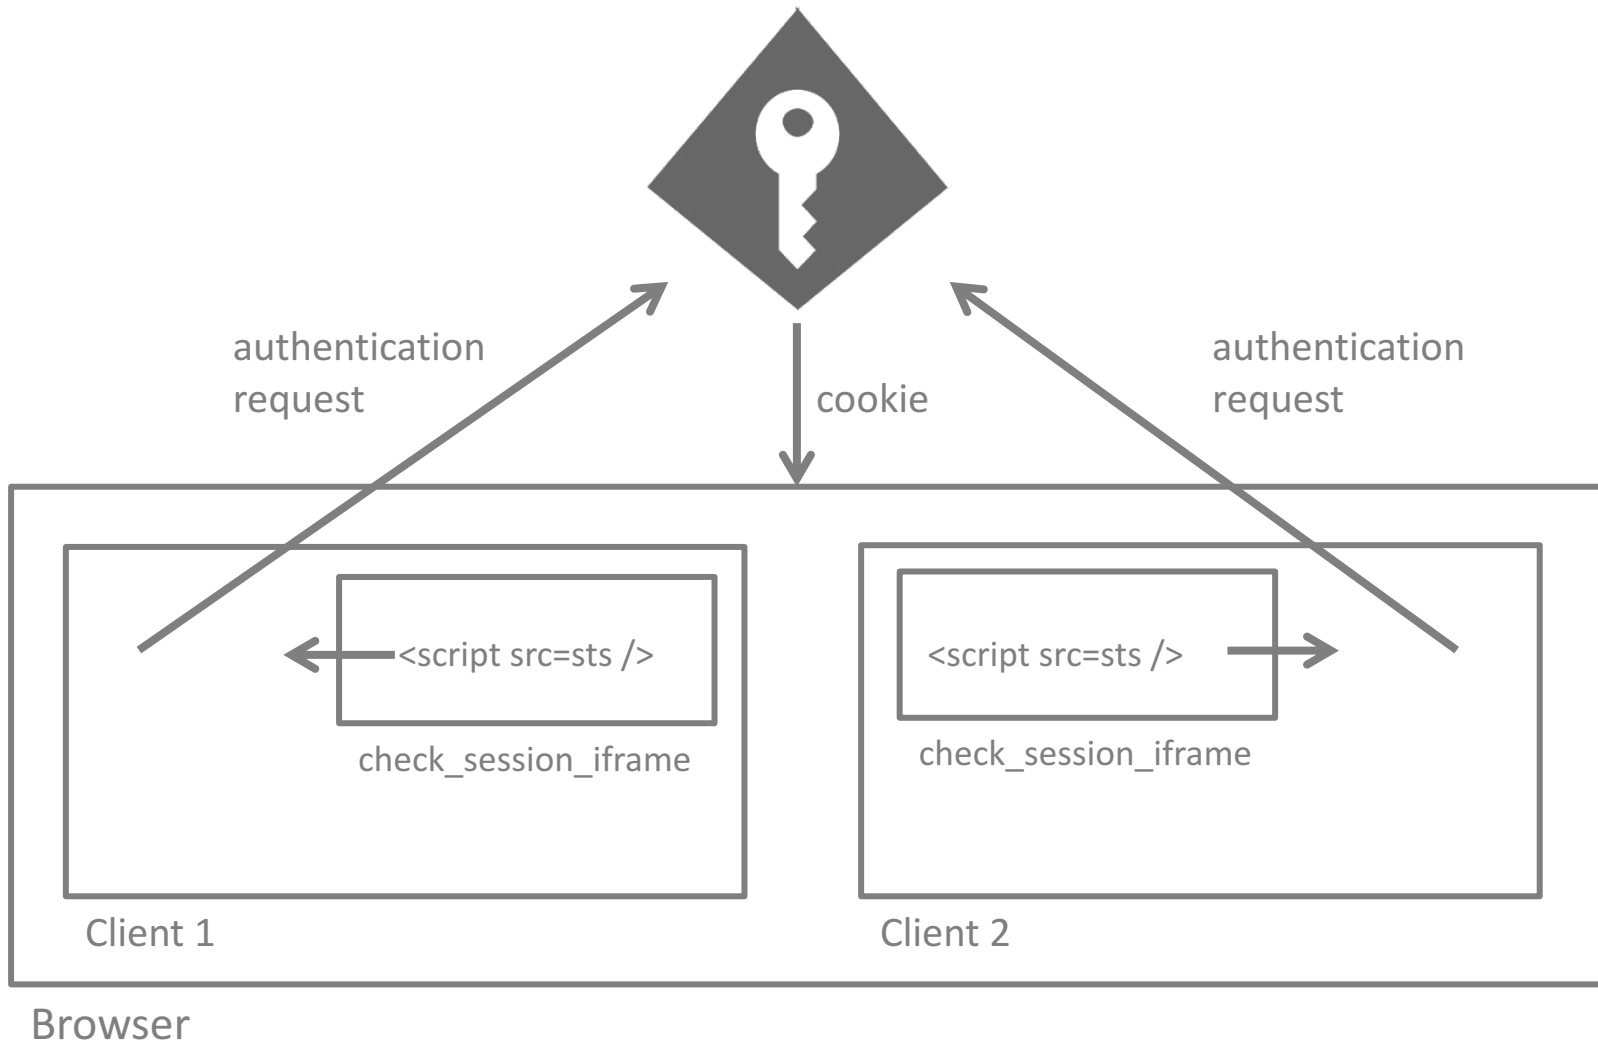 authentication
request
cookie
authentication
request
<script src=sts />
check_session_iframe
Client 1
<script src=sts />
check_session_iframe
Client 2
Browser